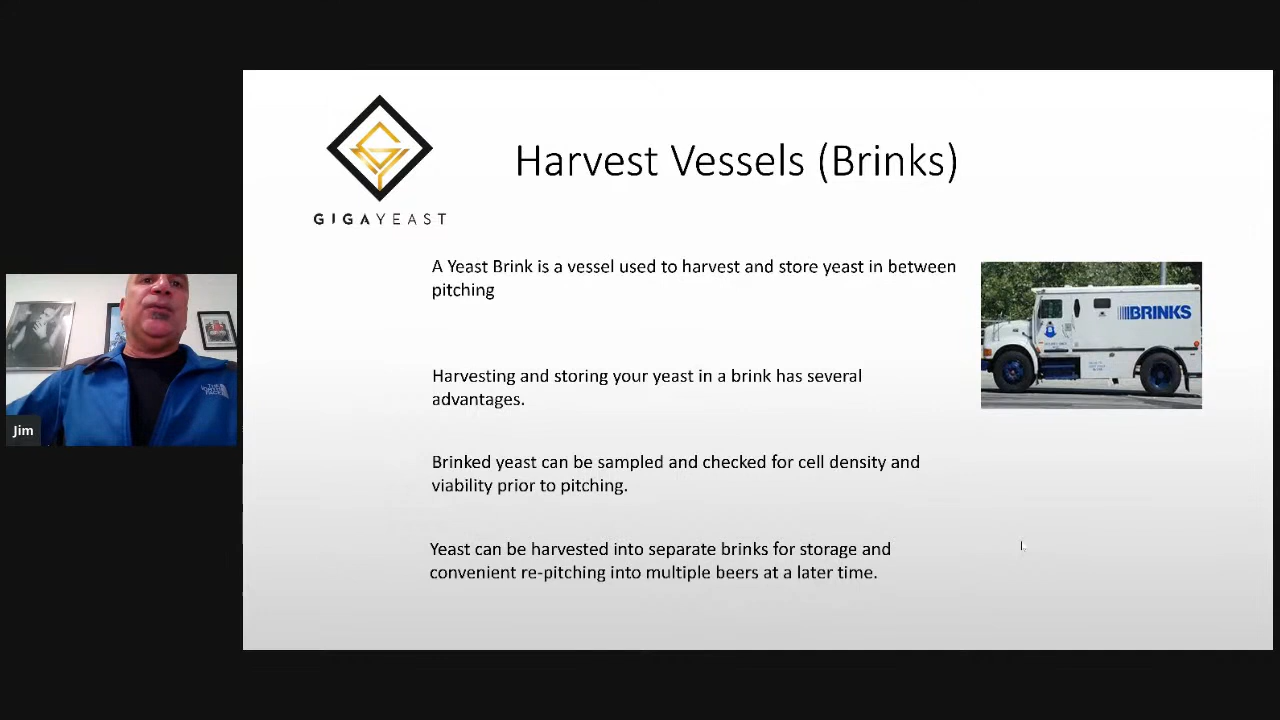 GIGAYEAST
Harvest Vessels (Brinks)
A Yeast Brink is a vessel used to harvest and store yeast in between
pitching
BRINKS
Harvesting and storing your yeast in a brink has several
advantages.
THE
NORTH
FACE
Jim
Brinked yeast can be sampled and checked for cell density and
viability prior to pitching.
Yeast can be harvested into separate brinks for storage and
convenient re-pitching into multiple beers at a later time.